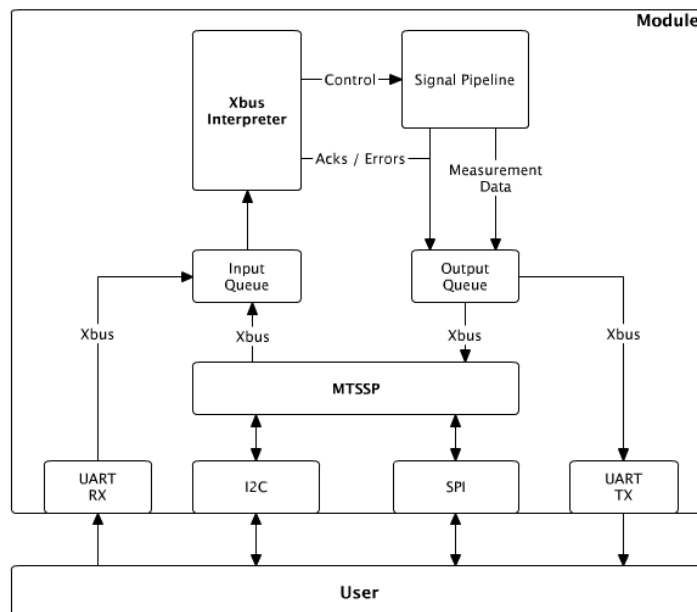 Module
Xbus
Interpreter
Control
Signal Pipeline
Acks / Errors
Measurement
Data
Input
Queue
Output
Queue
Xbus
Xbus
Xbus
Xbus
MTSSP
UART
RX
I2C
SPI
UART
TX
User